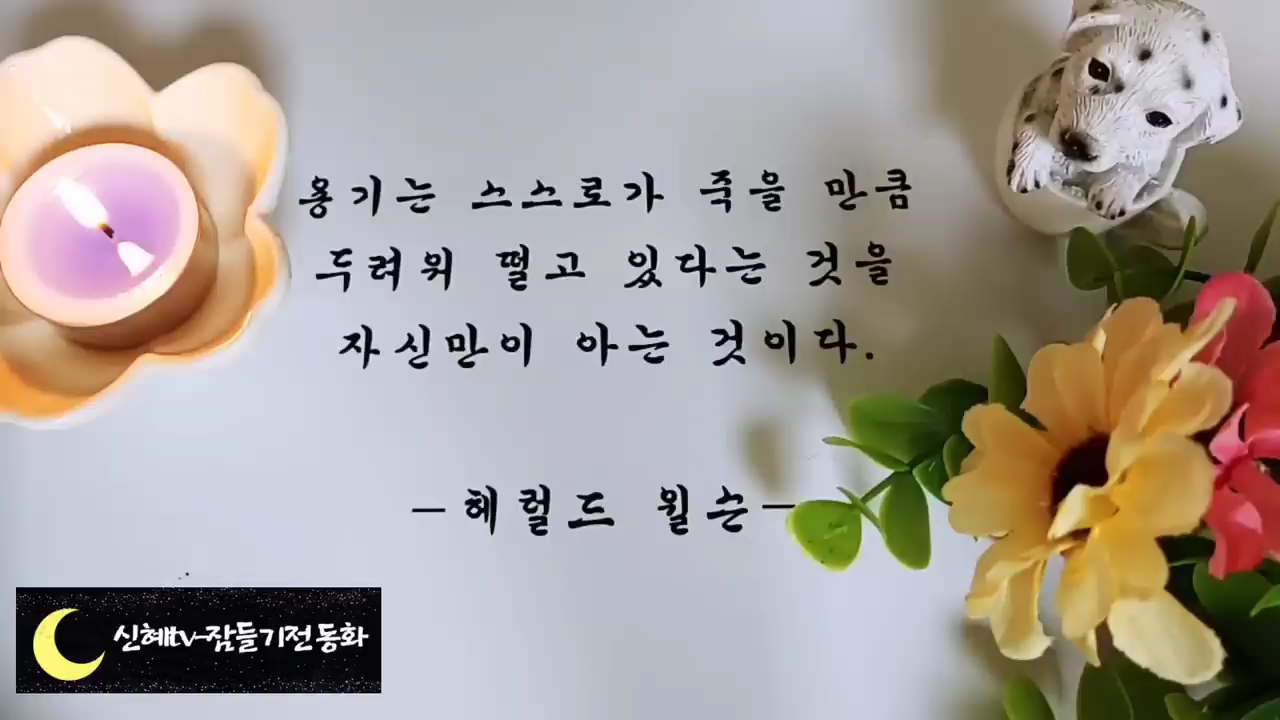 용기는 스스로가 죽을 만큼
두려워 떨고 있다는 것을
자신만이 아는 것이다.
－헤럴드 윌슨－
신혜tv-잠들기전 동화